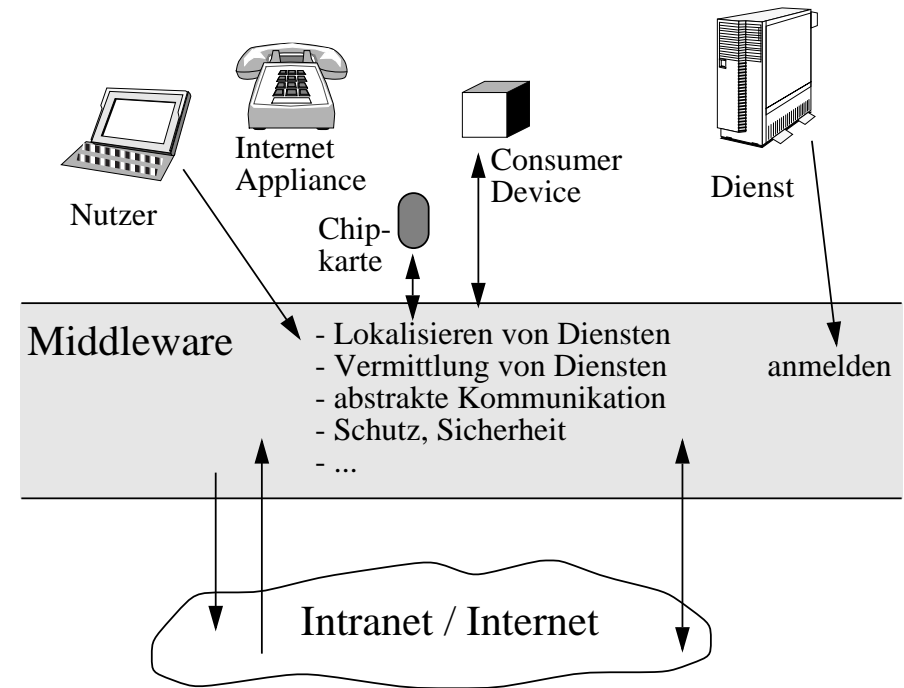 Internet
Appliance
Consumer
Device
Dienst
Nutzer
Chip-
karte
Middleware
- Lokalisieren von Diensten
- Vermittlung von Diensten
anmelden
- abstrakte Kommunikation
- Schutz, Sicherheit
- ...
Intranet / Internet